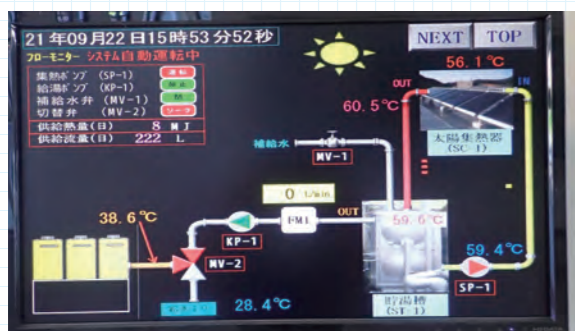 21年09月22日15時53分52秒
NEXT TOP
フローモニター システム自動運転中
集熱ポンプ (SP-1) 運転
給湯ポンプ (KP-1) 停止
補給水弁 (MV-1) 閉
切替弁 (MV-2) ソーラ
供給熱量(日) 8 MJ
供給流量(日) 222 L
56.1℃
OUT IN
60.5℃
太陽集熱器
(SC-1)
補給水
MV-1
0 L/min
38.6℃
FM1
OUT
59.6℃
KP-1
MV-2
59.4℃
SP-1
28.4℃
貯湯槽
(ST-1)